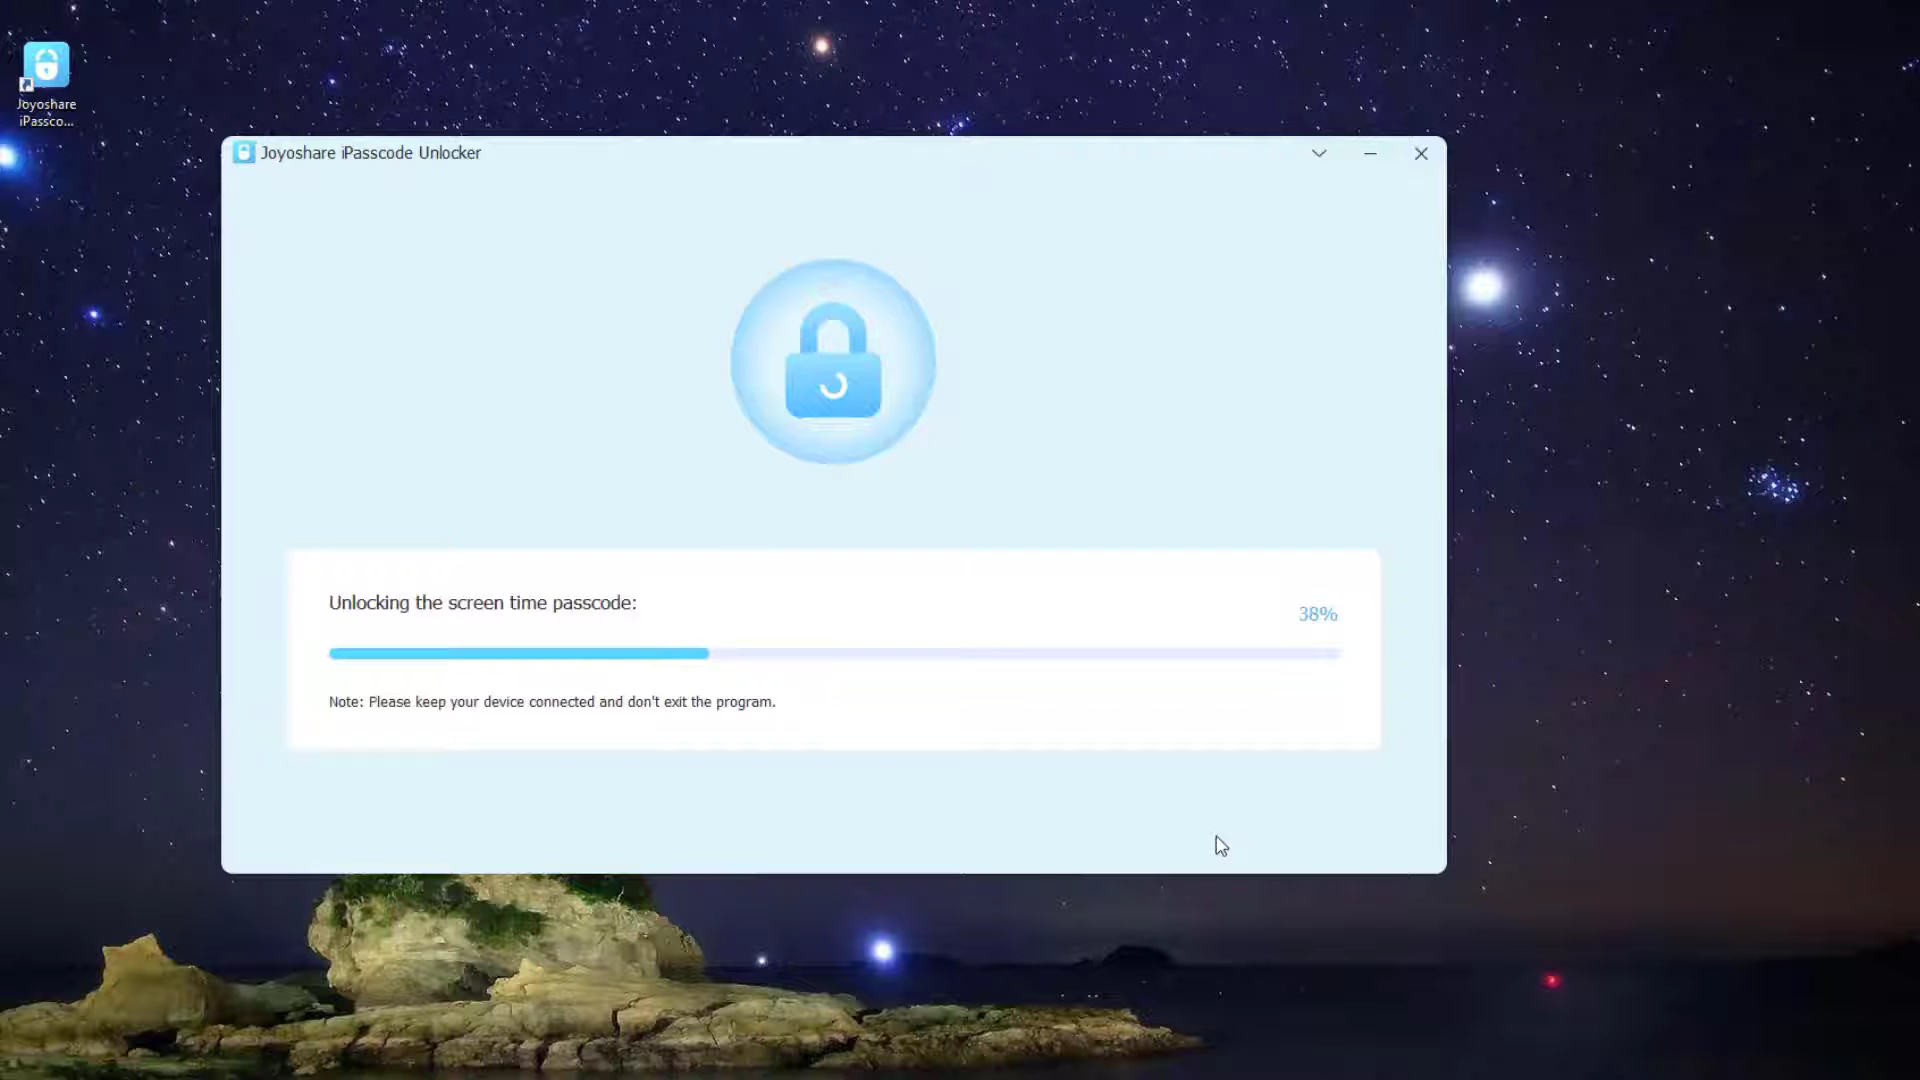 Joyoshare
iPassco...
Joyoshare iPasscode Unlocker
Unlocking the screen time passcode:
38%
Note: Please keep your device connected and don't exit the program.